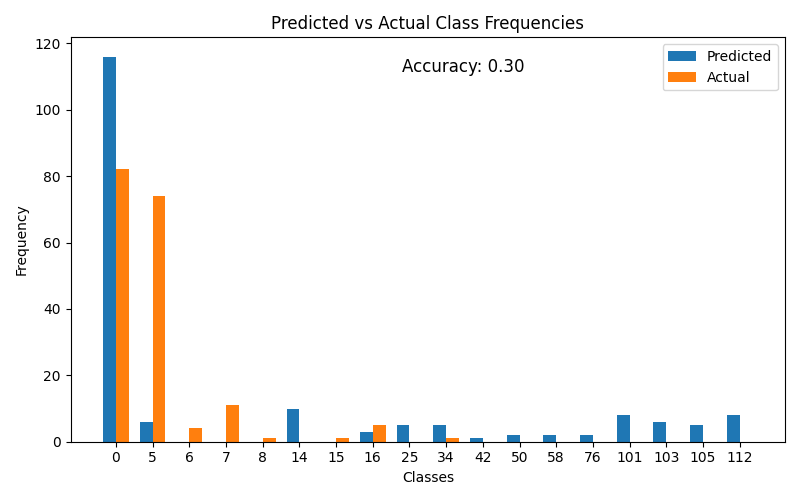 Predicted vs Actual Class Frequencies
Accuracy: 0.30
Predicted
Actual
Frequency
120
100
80
60
40
20
0
0 5 6 7 8 14 15 16 25 34 42 50 58 76 101 103 105 112
Classes